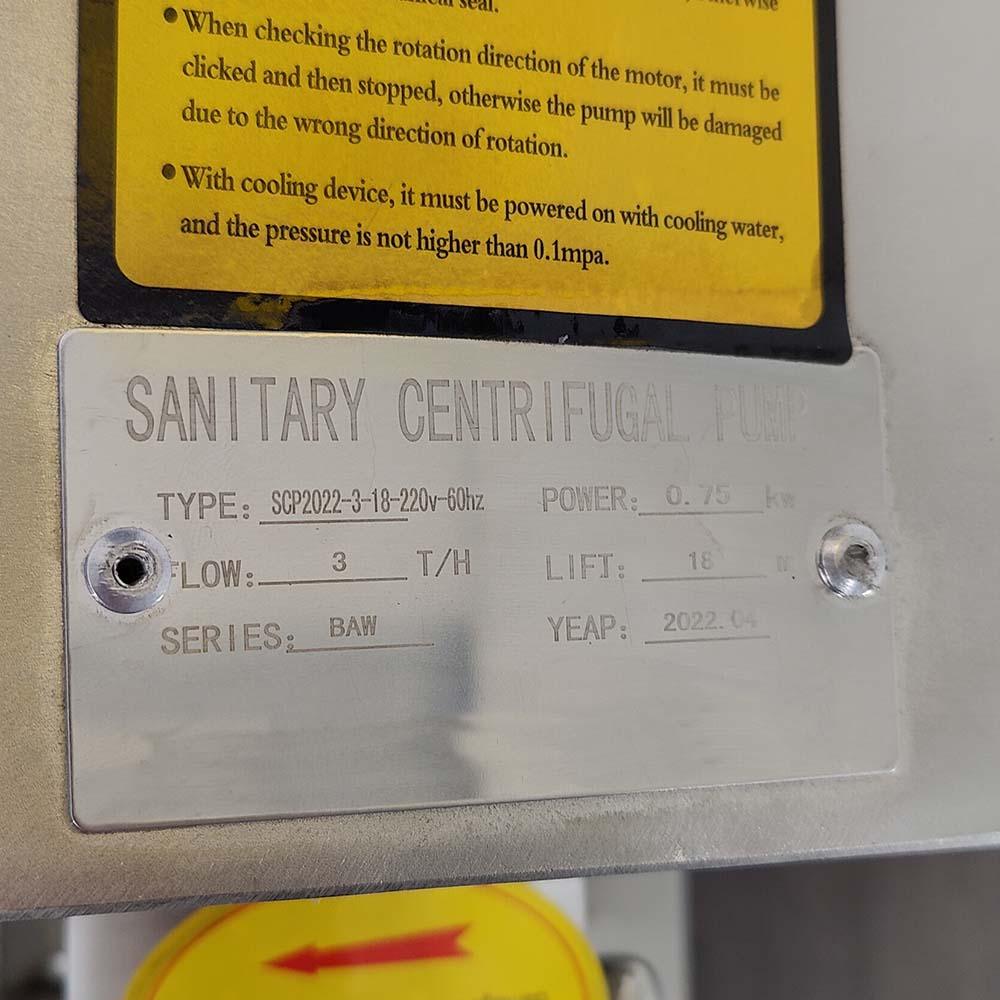 seal.
• When checking the rotation direction of the motor, it must be
clicked and then stopped, otherwise the pump will be damaged
due to the wrong direction of rotation.
• With cooling device, it must be powered on with cooling water,
and the pressure is not higher than 0.1mpa.
SANITARY CENTRIFUGAL PUMP
TYPE: SCP2022-3-18-220v-60hz POWER: 0.75 kw
FLOW: 3 T/H LIFT: 18 m
SERIES: BAW YEAP: 2022.04